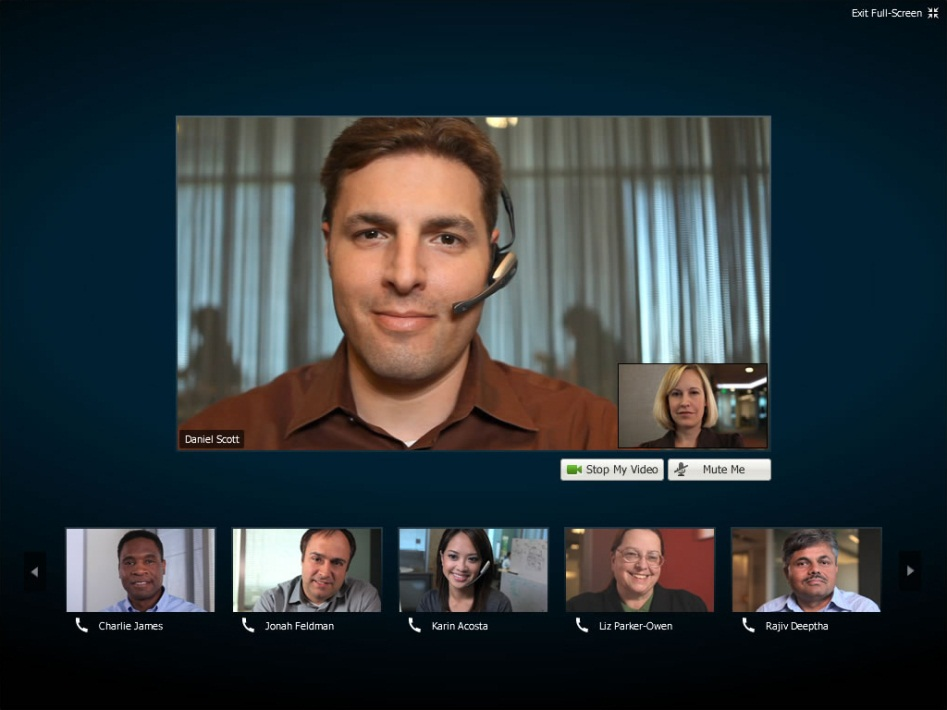 Exit Full-Screen
Daniel Scott
Stop My Video
Mute Me
Charlie James
Jonah Feldman
Karin Acosta
Liz Parker-Owen
Rajiv Deeptha